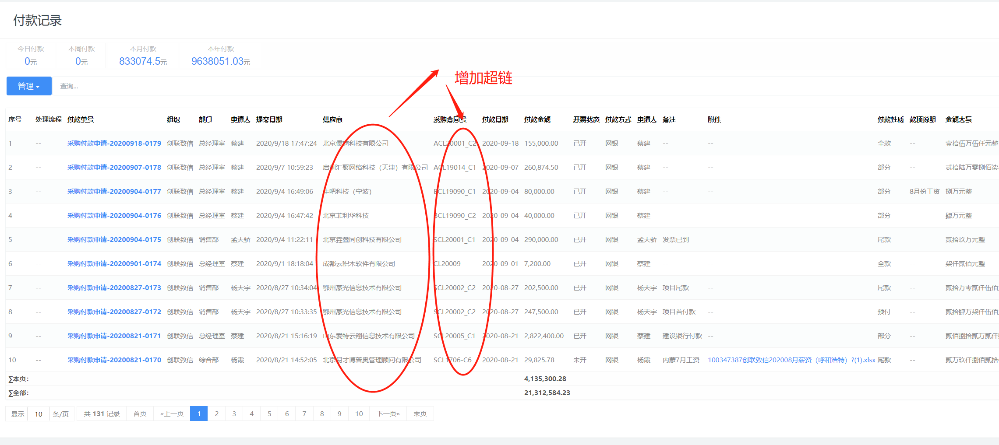 付款记录
今日付款 本周付款 本月付款 本年付款
0元 0元 833074.5元 9638051.03元
增加超链
管理 查询...
序号 处理流程 付款单号 组织 部门 申请人 提交日期 供应商 采购合同号 付款日期 付款金额 开票状态 付款方式 申请人 备注 附件 付款性质 款项说明 金额大写
1 -- 采购付款申请-20200918-0179 创联致信 总经理室 蔡建 2020/9/18 17:47:24 北京儒商科技有限公司 ACL20001_C2 2020-09-18 155,000.00 已开 网银 蔡建 -- -- 全款 -- 壹拾伍万伍仟元整
2 -- 采购付款申请-20200907-0178 创联致信 总经理室 蔡建 2020/9/7 10:59:23 启创汇聚网络科技（天津）有限公司 ACL19014_C1 2020-09-07 260,874.50 已开 网银 蔡建 -- -- 部分 -- 贰拾陆万零捌佰柒
3 -- 采购付款申请-20200904-0177 创联致信 总经理室 蔡建 2020/9/4 16:49:06 牛吧科技（宁波） BCL19090_C1 2020-09-04 80,000.00 已开 网银 蔡建 -- -- 部分 8月份工资 捌万元整
4 -- 采购付款申请-20200904-0176 创联致信 总经理室 蔡建 2020/9/4 16:47:42 北京菲利华科技 BCL19090_C2 2020-09-04 40,000.00 已开 网银 蔡建 -- -- 部分 -- 肆万元整
5 -- 采购付款申请-20200904-0175 创联致信 销售部 孟天骄 2020/9/4 11:22:11 北京垚鑫同创科技有限公司 SCL20001_C1 2020-09-04 290,000.00 已开 网银 孟天骄 发票已到 -- 尾款 -- 贰拾玖万元整
6 -- 采购付款申请-20200901-0174 创联致信 总经理室 蔡建 2020/9/1 18:18:04 成都云积木软件有限公司 CL20009 2020-09-01 7,200.00 已开 网银 蔡建 -- -- 全款 -- 柒仟贰佰元整
7 -- 采购付款申请-20200827-0173 创联致信 销售部 杨天宇 2020/8/27 10:34:04 鄂州篆光信息技术有限公司 SCL20002_C2 2020-08-27 202,500.00 已开 网银 杨天宇 项目尾款 -- 尾款 -- 贰拾万零贰仟伍佰
8 -- 采购付款申请-20200827-0172 创联致信 销售部 杨天宇 2020/8/27 10:33:35 鄂州篆光信息技术有限公司 SCL20002_C2 2020-08-27 247,500.00 已开 网银 杨天宇 项目首付款 -- 预付 -- 贰拾肆万柒仟伍佰
9 -- 采购付款申请-20200821-0171 创联致信 总经理室 蔡建 2020/8/21 15:16:19 山东爱特云翔信息技术有限公司 SCL20005_C1 2020-08-21 2,822,400.00 已开 网银 蔡建 建设银行付款 -- 部分 -- 贰佰捌拾贰万贰仟
10 -- 采购付款申请-20200821-0170 创联致信 综合部 杨霞 2020/8/21 14:52:05 北京易才博普奥管理顾问有限公司 SCL1706-C6 2020-08-21 29,825.78 未开 网银 杨霞 内蒙7月工资 100347387创联致信202008月薪资（呼和浩特）?(1).xlsx 尾款 -- 贰万玖仟捌佰贰拾
∑本页: 4,135,300.28
∑全部: 21,312,584.23
显示 10 条/页 共 131 记录 首页 «上一页 1 2 3 4 5 6 7 8 9 10 下一页» 末页